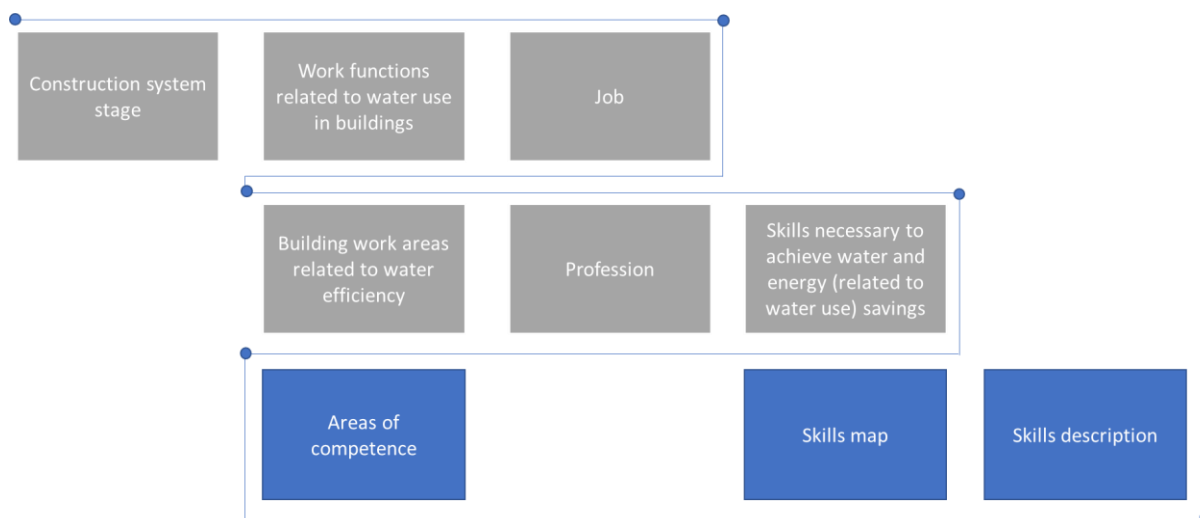 Construction system
stage
Work functions
related to water use
in buildings
Job
Building work areas
related to water
efficiency
Profession
Skills necessary to
achieve water and
energy (related to
water use) savings
Areas of
competence
Skills map
Skills description